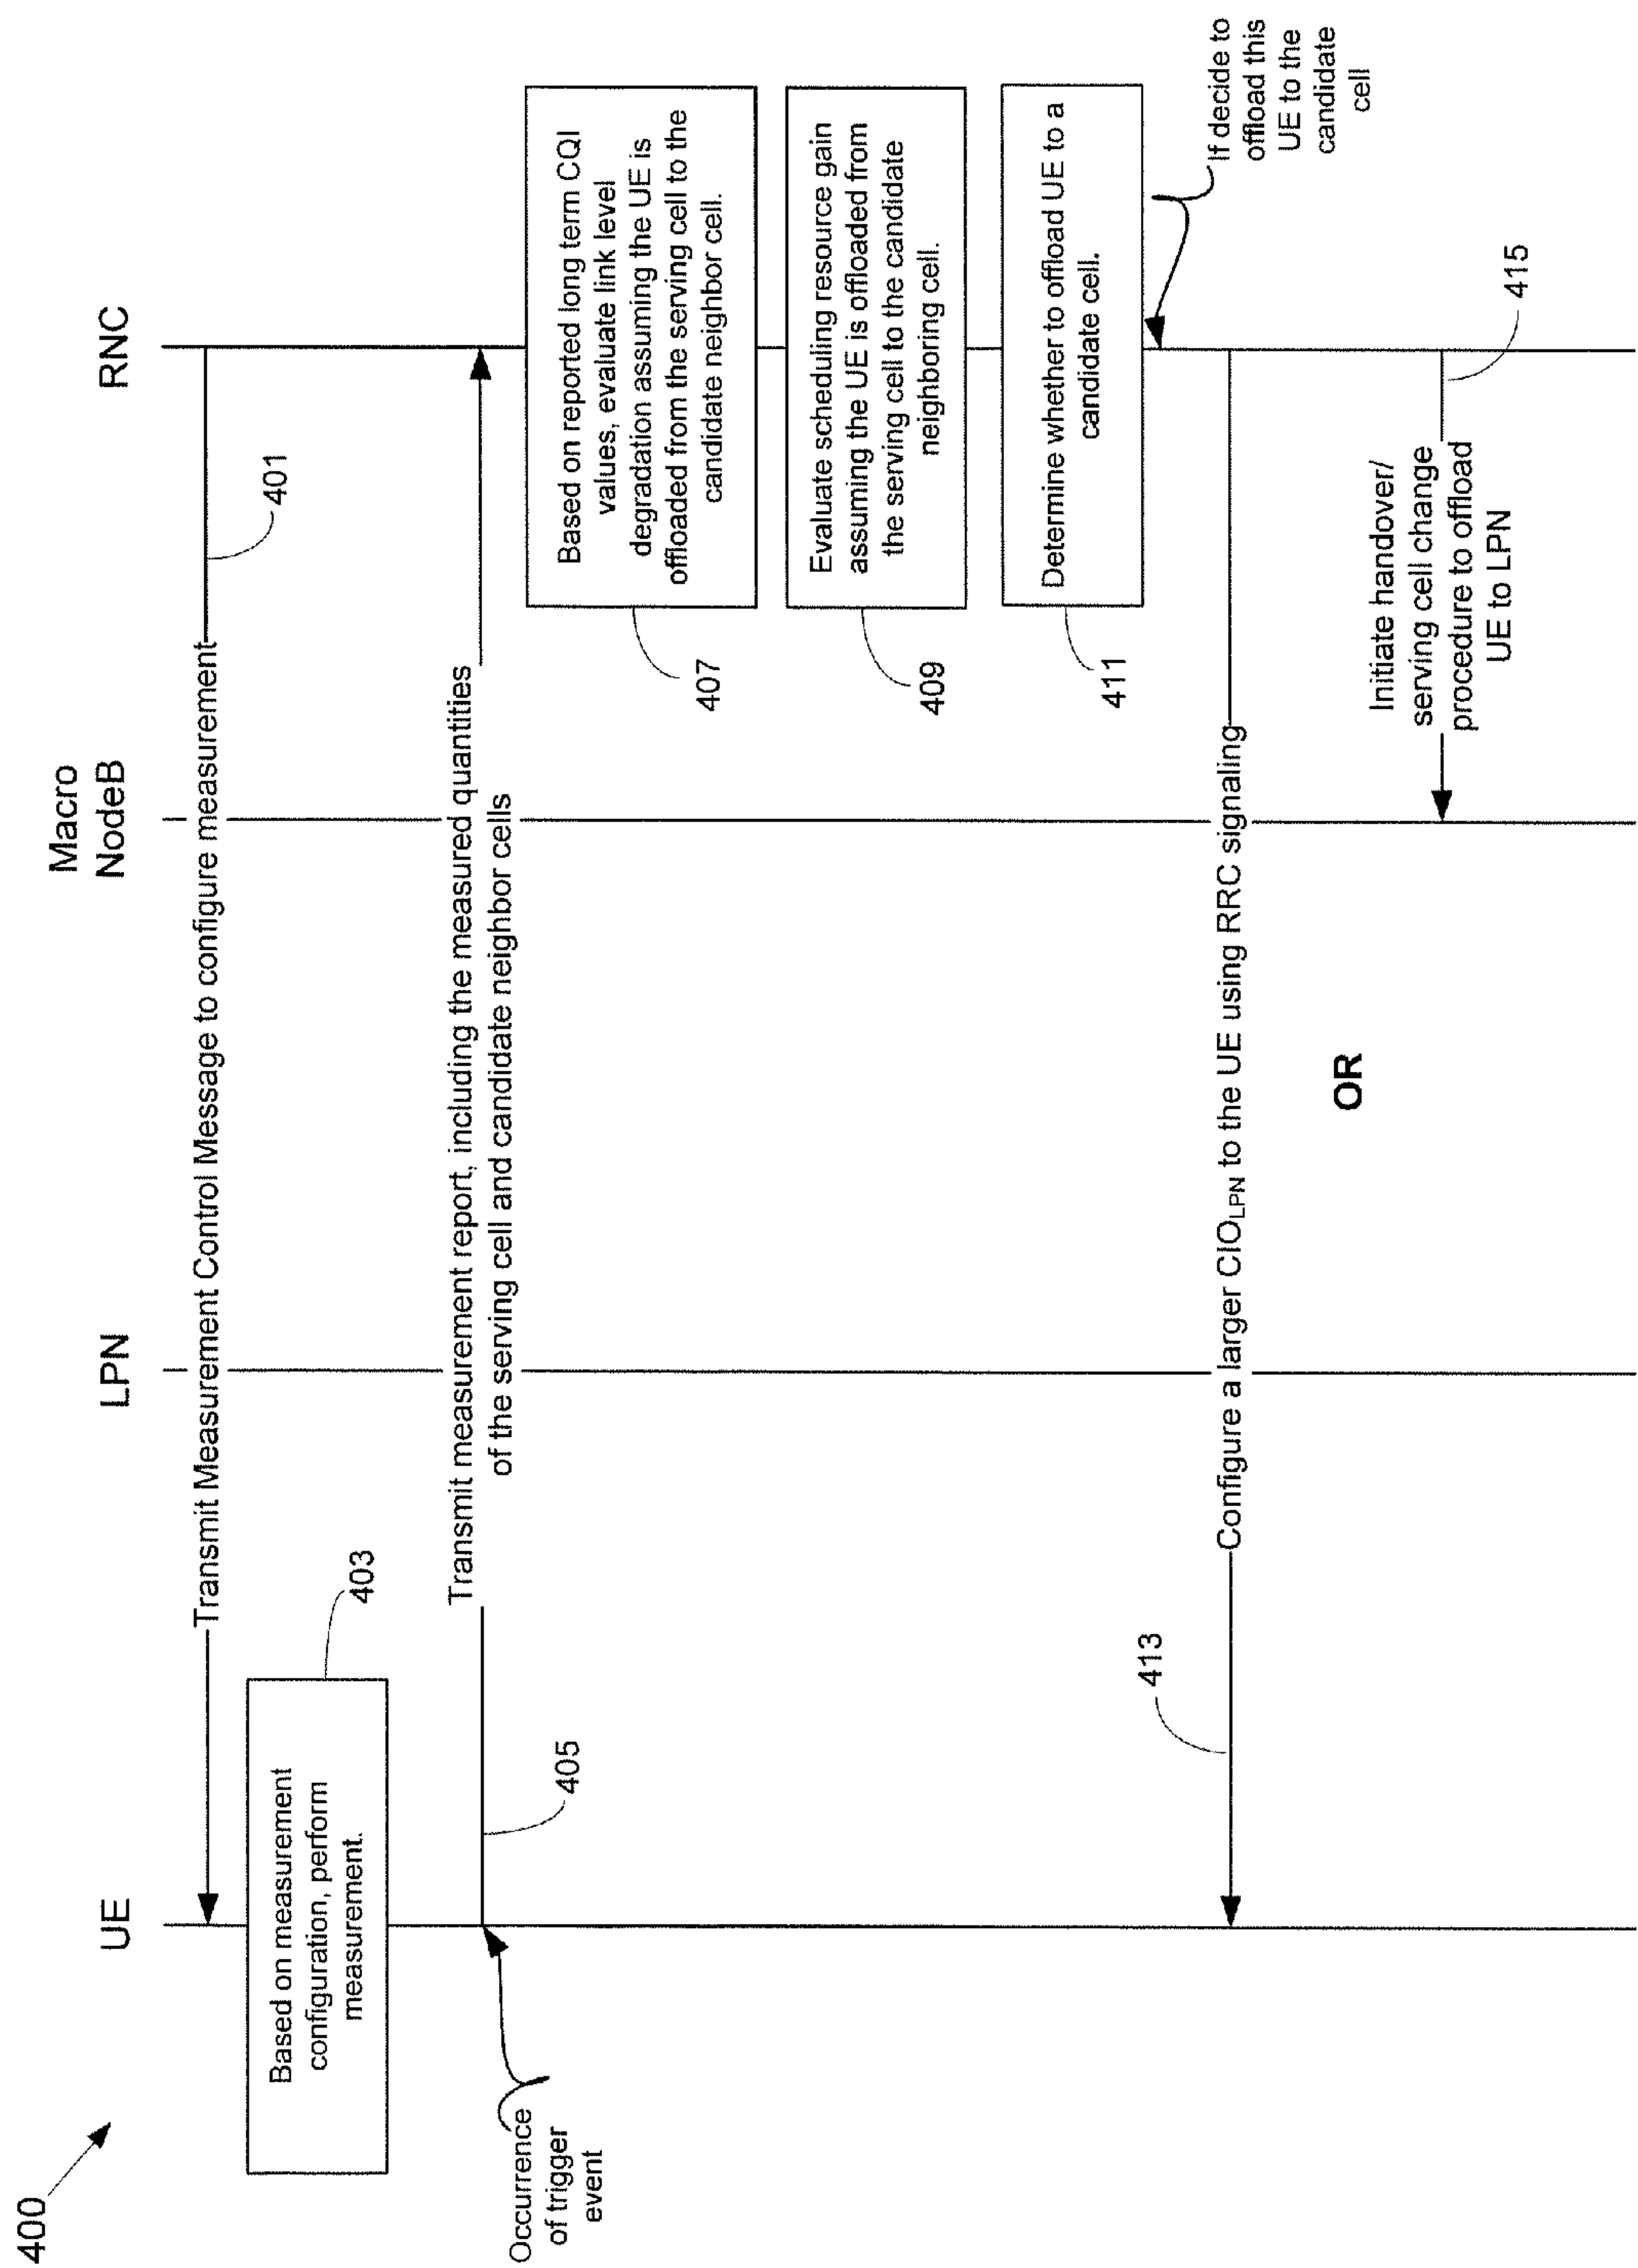 400
UE
LPN
Macro
NodeB
RNC
Transmit Measurement Control Message to configure measurement
401
Based on measurement
configuration, perform
measurement.
403
Occurrence
of trigger
event
405
Transmit measurement report, including the measured quantities
of the serving cell and candidate neighbor cells
Based on reported long term CQI
values, evaluate link level
degradation assuming the UE is
offloaded from the serving cell to the
candidate neighbor cell.
407
Evaluate scheduling resource gain
assuming the UE is offloaded from
the serving cell to the candidate
neighboring cell.
409
Determine whether to offload UE to a
candidate cell.
411
If decide to
offload this
UE to the
candidate
cell
413
Configure a larger CIO_LPN to the UE using RRC signaling
OR
Initiate handover/
serving cell change
procedure to offload
UE to LPN
415